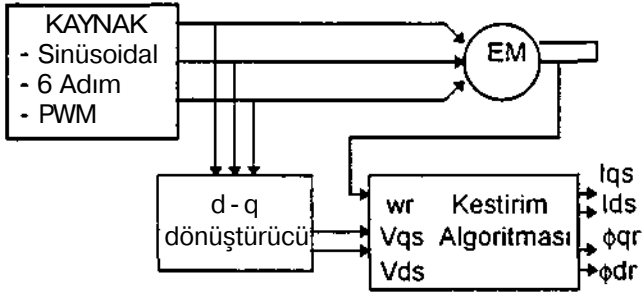 KAYNAK
- Sinüsoidal
- 6 Adım
- PWM
EM
d - q
dönüştürücü
wr Kestirim
Vqs Algoritması
Vds
Iqs
Ids
ϕqr
ϕdr